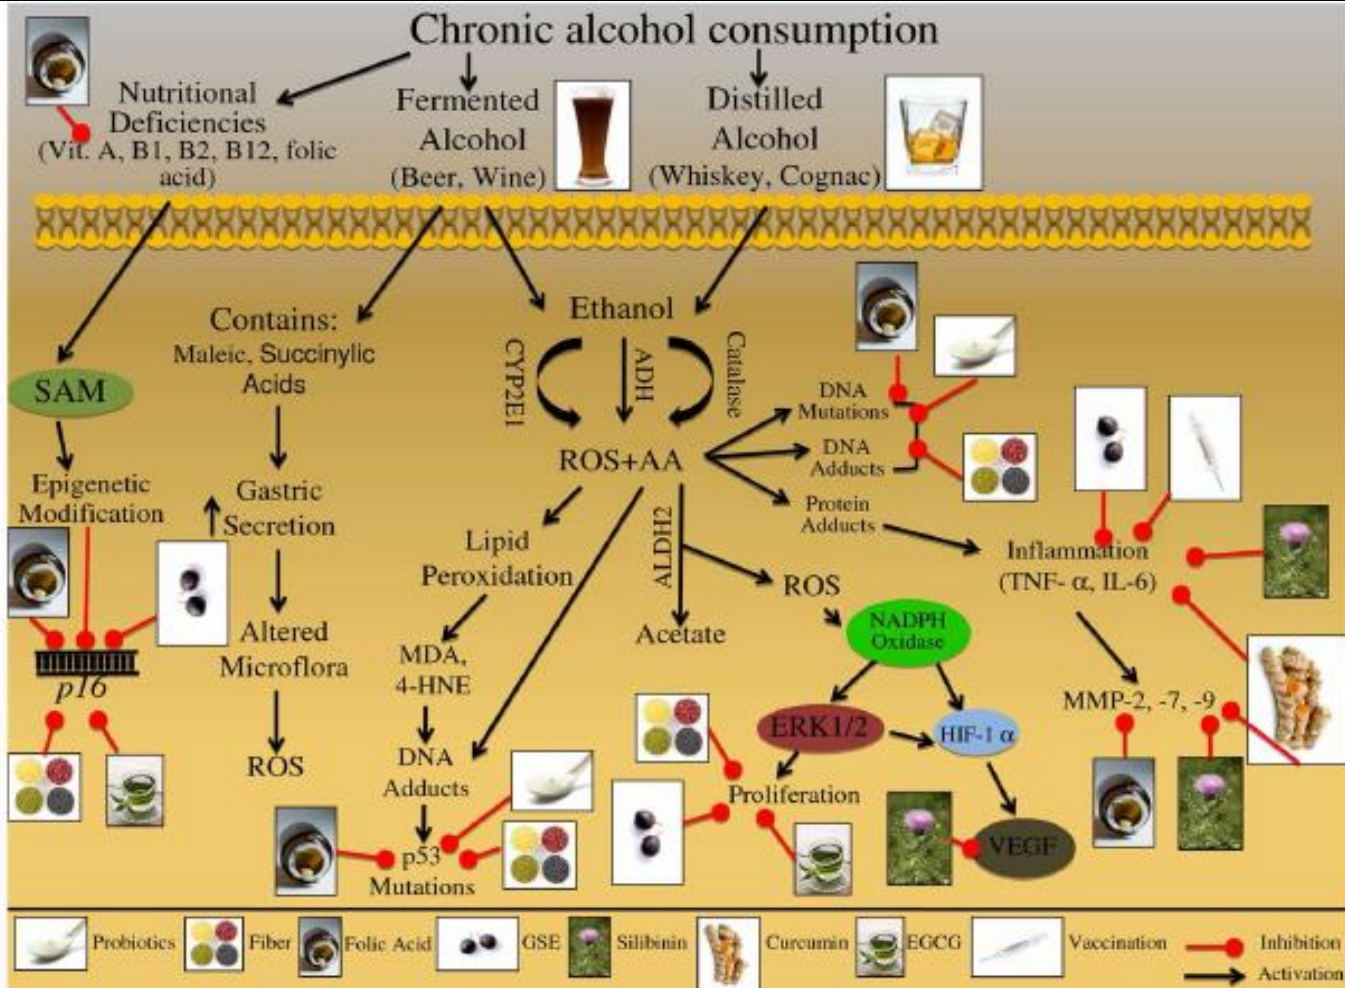 Chronic alcohol consumption
Nutritional
Deficiencies
(Vit. A, B1, B2, B12, folic
acid)
Fermented
Alcohol
(Beer, Wine)
Distilled
Alcohol
(Whiskey, Cognac)
SAM
Epigenetic
Modification
p16
Contains:
Maleic, Succinylic
Acids
Gastric
Secretion
Altered
Microflora
ROS
Ethanol
CYP2E1
ADH
Catalase
ROS+AA
Lipid
Peroxidation
MDA,
4-HNE
DNA
Adducts
p53
Mutations
ALDH2
Acetate
ROS
NADPH
Oxidase
ERK1/2
HIF-1 α
Proliferation
VEGF
DNA
Mutations
DNA
Adducts
Protein
Adducts
Inflammation
(TNF- α, IL-6)
MMP-2, -7, -9
Probiotics
Fiber
Folic Acid
GSE
Silibinin
Curcumin
EGCG
Vaccination
Inhibition
Activation